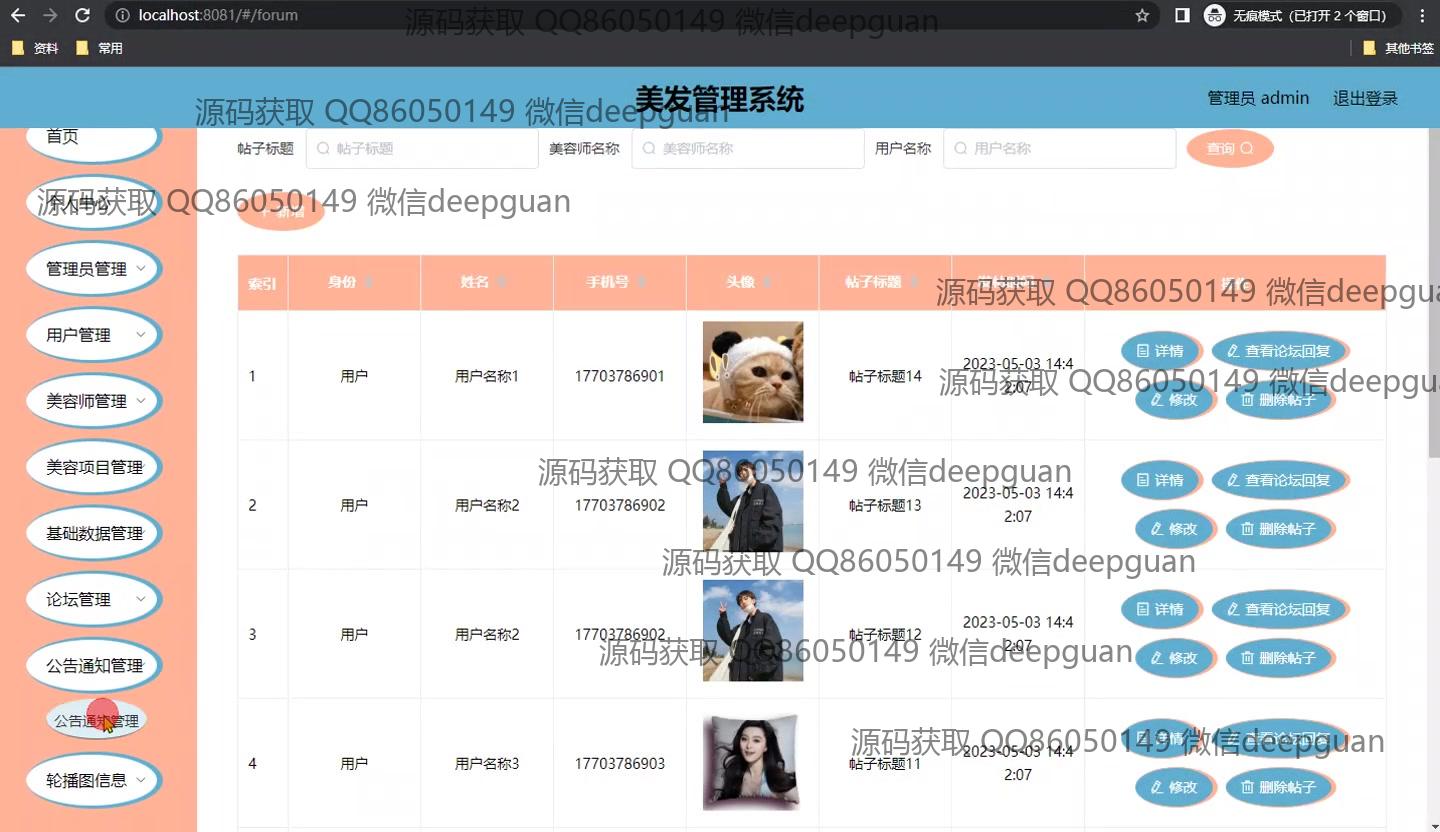 localhost:8081/#/forum
无痕模式（已打开 2 个窗口）
资料
常用
其他书签
源码获取 QQ86050149 微信deepguan
美发管理系统
管理员 admin
退出登录
源码获取 QQ86050149 微信deepguan
首页
个人中心
管理员管理
用户管理
美容师管理
美容项目管理
基础数据管理
论坛管理
公告通知管理
公告通知管理
轮播图信息
帖子标题
帖子标题
美容师名称
美容师名称
用户名称
用户名称
查询
源码获取 QQ86050149 微信deepguan
+ 新增
索引 身份 姓名 手机号 头像 帖子标题
源码获取 QQ86050149 微信deepguan
1 用户 用户名称1 17703786901 帖子标题14 2023-05-03 14:4
2:07
详情 查看论坛回复
修改 删除帖子
源码获取 QQ86050149 微信deepguan
2 用户 用户名称2 17703786902 帖子标题13 2023-05-03 14:4
2:07
详情 查看论坛回复
修改 删除帖子
源码获取 QQ86050149 微信deepguan
源码获取 QQ86050149 微信deepguan
3 用户 用户名称2 17703786902 帖子标题12 2023-05-03 14:4
2:07
详情 查看论坛回复
修改 删除帖子
源码获取 QQ86050149 微信deepguan
4 用户 用户名称3 17703786903 帖子标题11 2023-05-03 14:4
2:07
详情 查看论坛回复
修改 删除帖子
源码获取 QQ86050149 微信deepguan